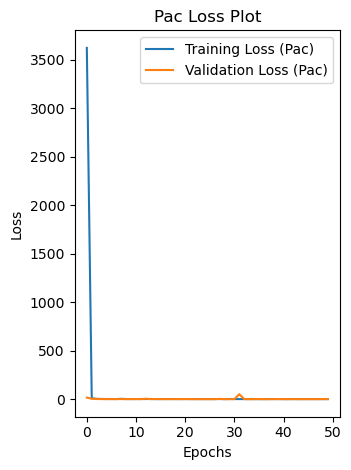 Pac Loss Plot
Training Loss (Pac)
Validation Loss (Pac)
3500
3000
2500
2000
1500
1000
500
0
Loss
0 10 20 30 40 50
Epochs